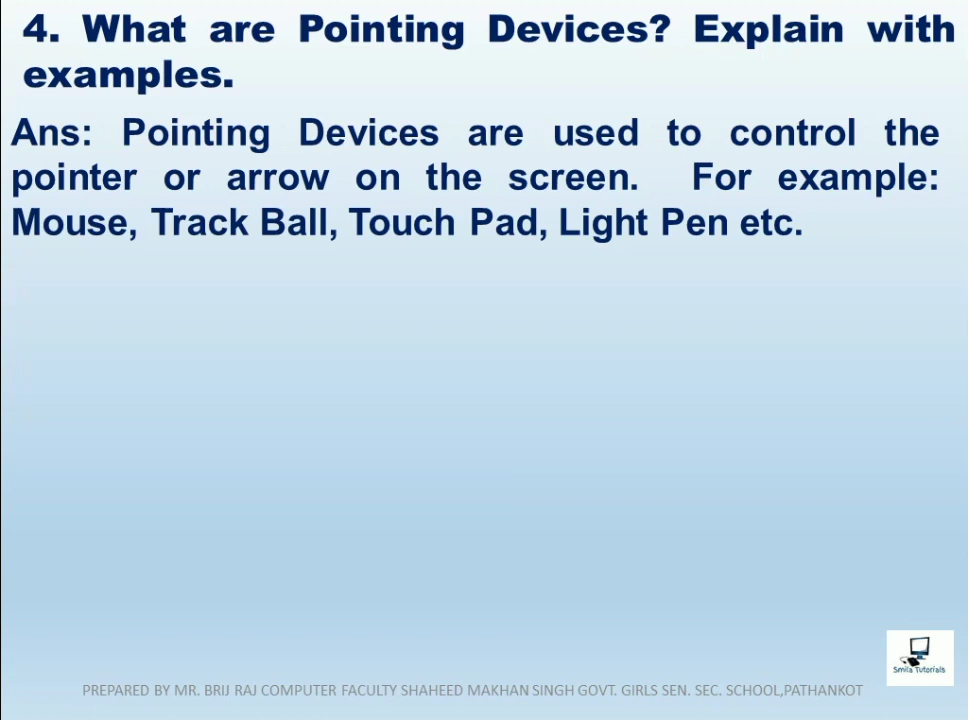 4. What are Pointing Devices? Explain with
examples.
Ans: Pointing Devices are used to control the
pointer or arrow on the screen. For example:
Mouse, Track Ball, Touch Pad, Light Pen etc.
Smila Tutorials
PREPARED BY MR. BRIJ RAJ COMPUTER FACULTY SHAHEED MAKHAN SINGH GOVT. GIRLS SEN. SEC. SCHOOL,PATHANKOT